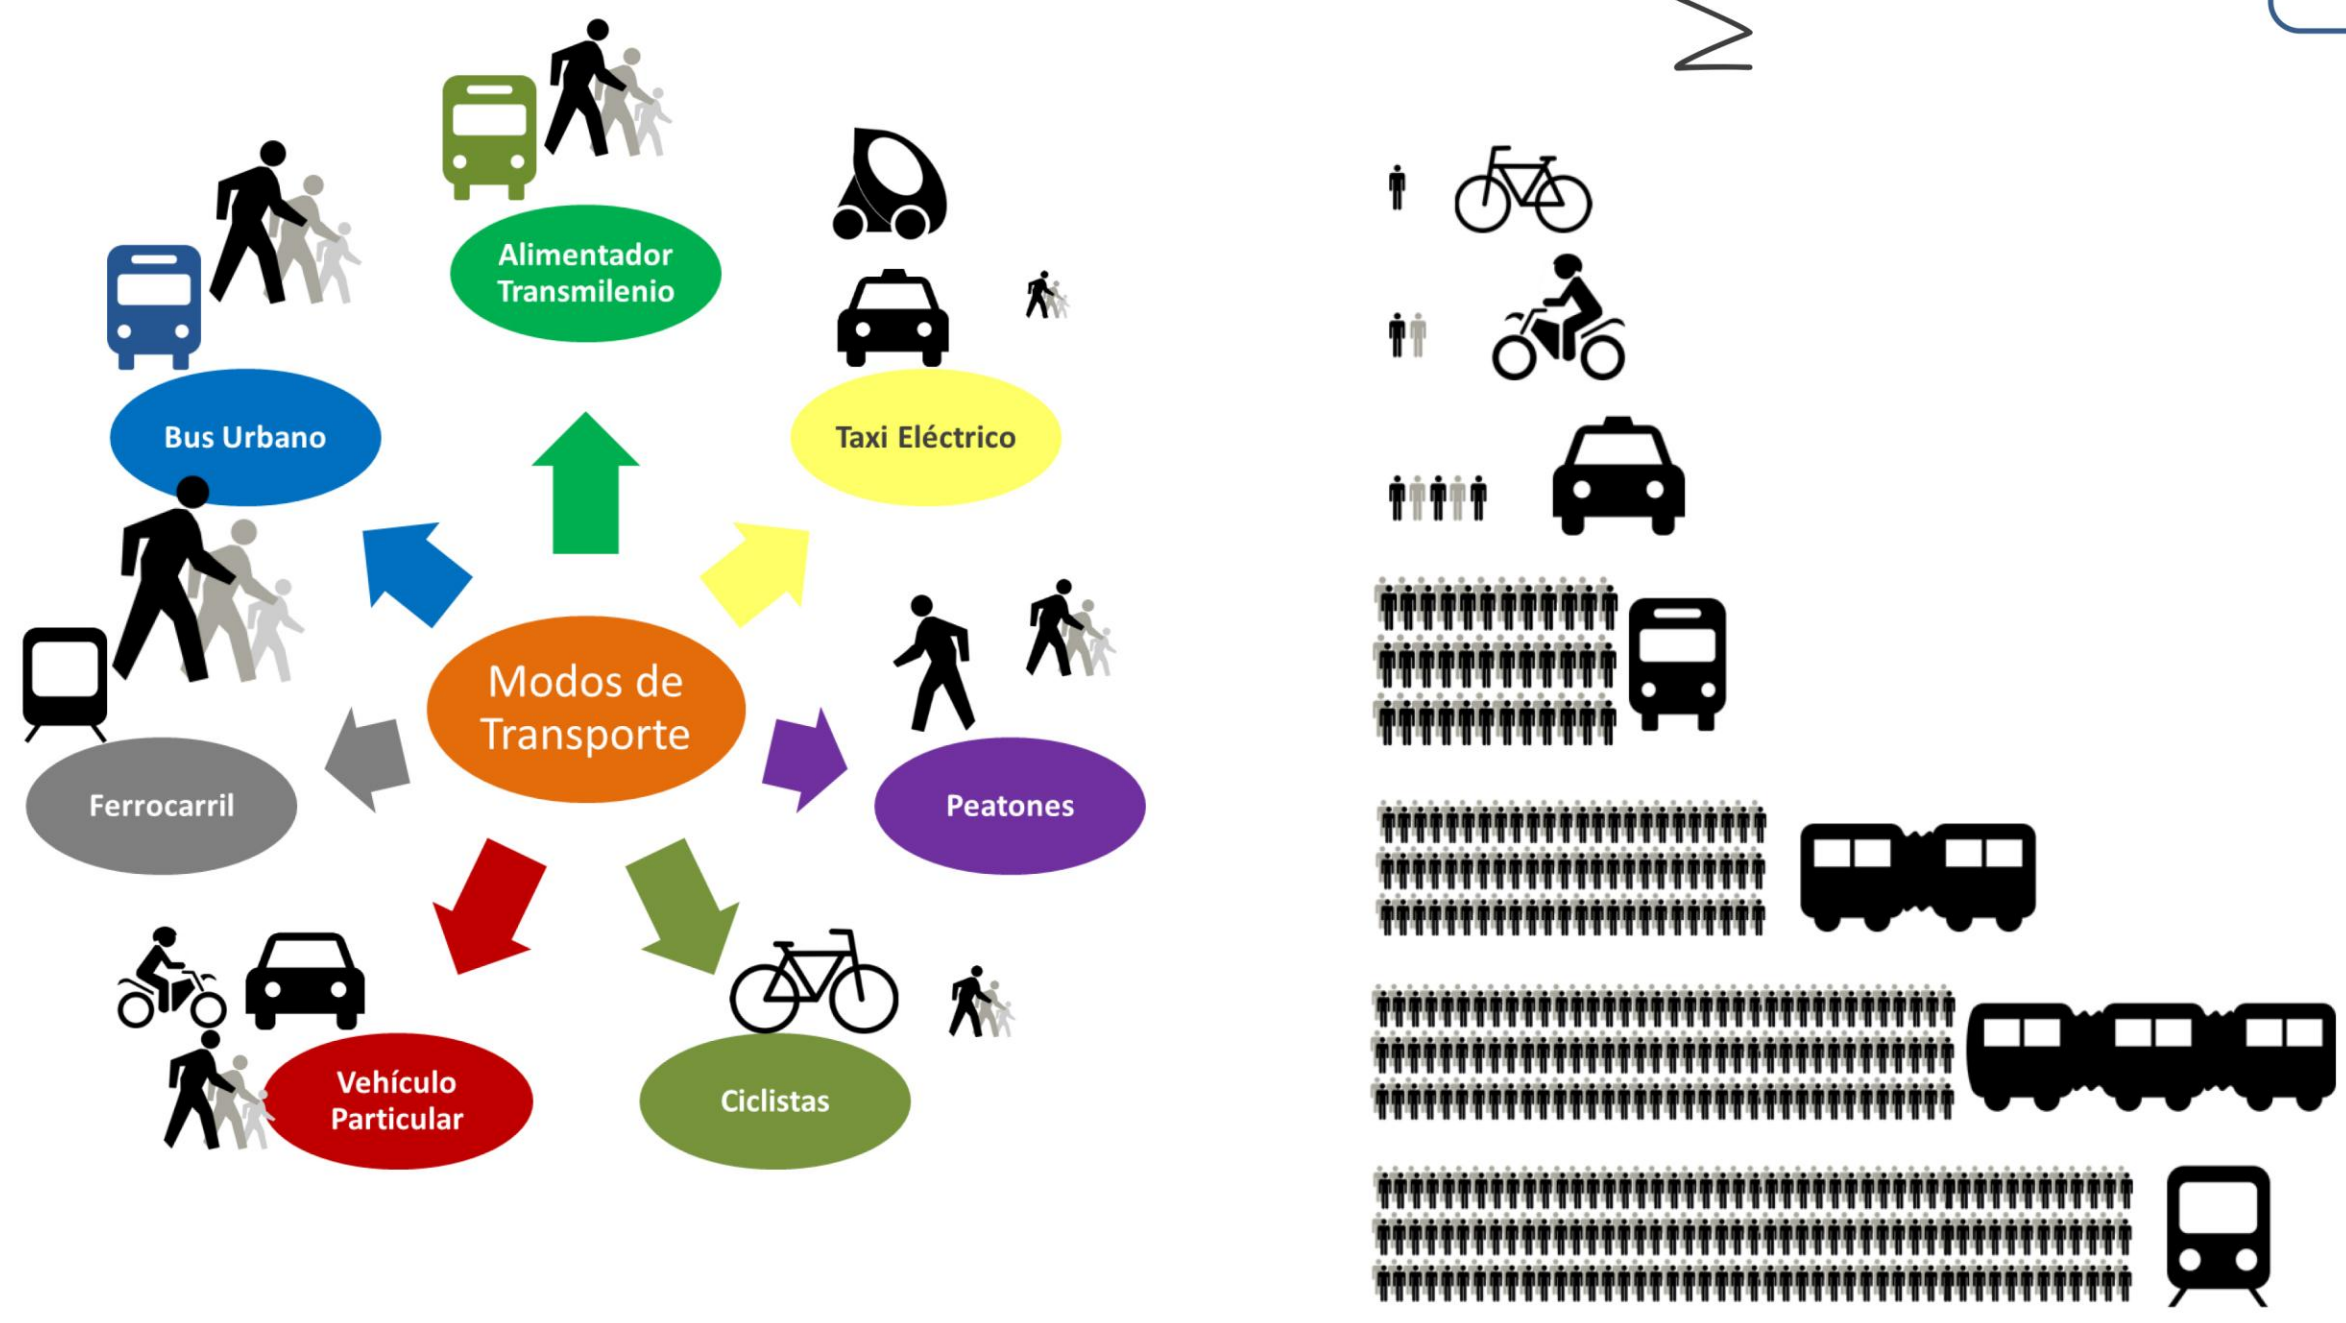 Alimentador
Transmilenio
Bus Urbano
Taxi Eléctrico
Modos de
Transporte
Ferrocarril
Peatones
Vehículo
Particular
Ciclistas